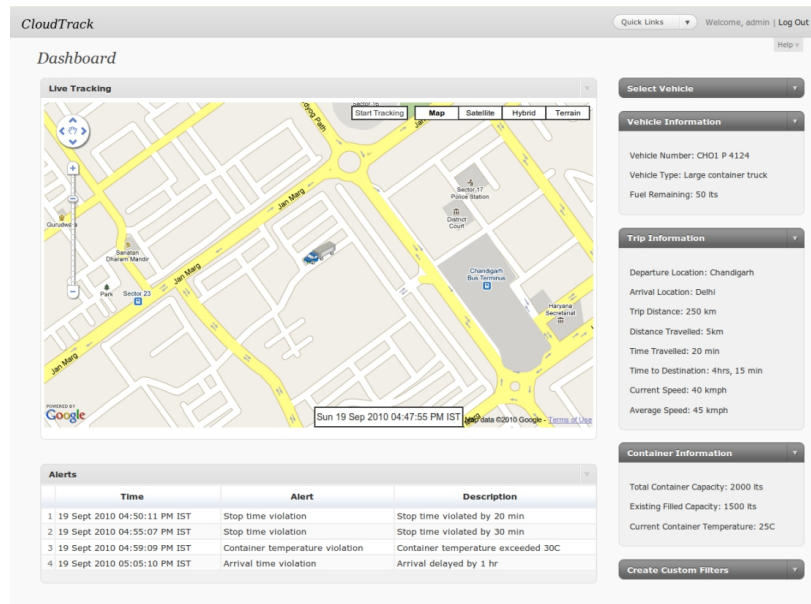 CloudTrack
Quick Links
Welcome, admin | Log Out
Help
Dashboard
Live Tracking
Start Tracking
Map
Satellite
Hybrid
Terrain
Sector 16
Udyog Path
Jan Marg
Sector 17
Police Station
District
Court
Gurudwara
Sanatan
Dharam Mandir
Jan Marg
Chandigarh
Bus Terminus
Park
Sector 23
Haryana
Secretariat
Jan Marg
POWERED BY
Google
Sun 19 Sep 2010 04:47:55 PM IST
Map data ©2010 Google - Terms of Use
Alerts
Time Alert Description
1 19 Sept 2010 04:50:11 PM IST Stop time violation Stop time violated by 20 min
2 19 Sept 2010 04:55:07 PM IST Stop time violation Stop time violated by 30 min
3 19 Sept 2010 04:59:09 PM IST Container temperature violation Container temperature exceeded 30C
4 19 Sept 2010 05:05:10 PM IST Arrival time violation Arrival delayed by 1 hr
Select Vehicle
Vehicle Information
Vehicle Number: CHO1 P 4124
Vehicle Type: Large container truck
Fuel Remaining: 50 lts
Trip Information
Departure Location: Chandigarh
Arrival Location: Delhi
Trip Distance: 250 km
Distance Travelled: 5km
Time Travelled: 20 min
Time to Destination: 4hrs, 15 min
Current Speed: 40 kmph
Average Speed: 45 kmph
Container Information
Total Container Capacity: 2000 lts
Existing Filled Capacity: 1500 lts
Current Container Temperature: 25C
Create Custom Filters